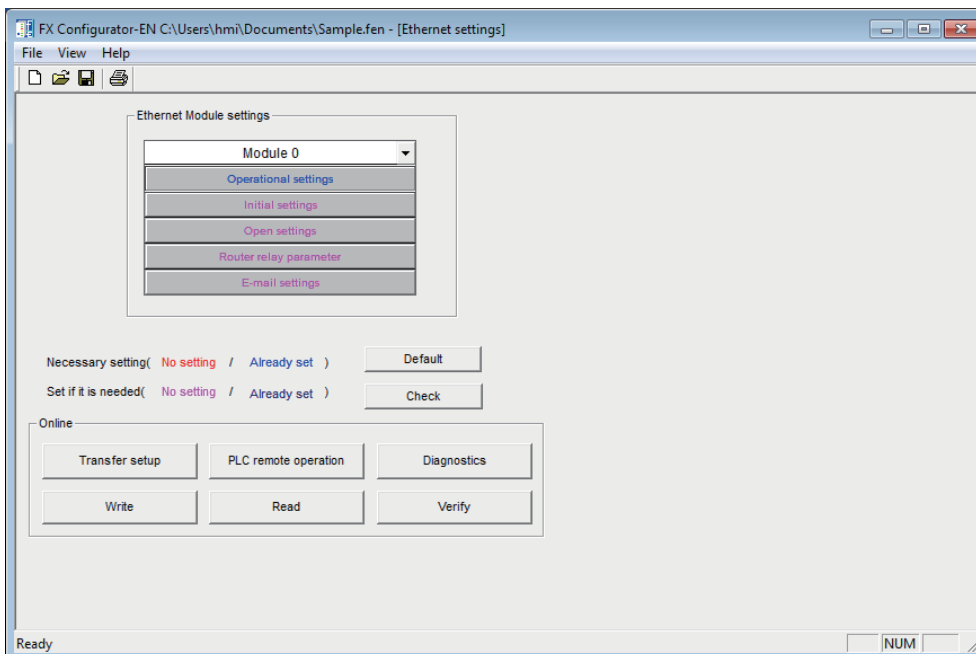 FX Configurator-EN C:\Users\hmi\Documents\Sample.fen - [Ethernet settings]
File View Help
Ethernet Module settings
Module 0
Operational settings
Initial settings
Open settings
Router relay parameter
E-mail settings
Necessary setting( No setting / Already set )
Default
Set if it is needed( No setting / Already set )
Check
Online
Transfer setup
PLC remote operation
Diagnostics
Write
Read
Verify
Ready
NUM